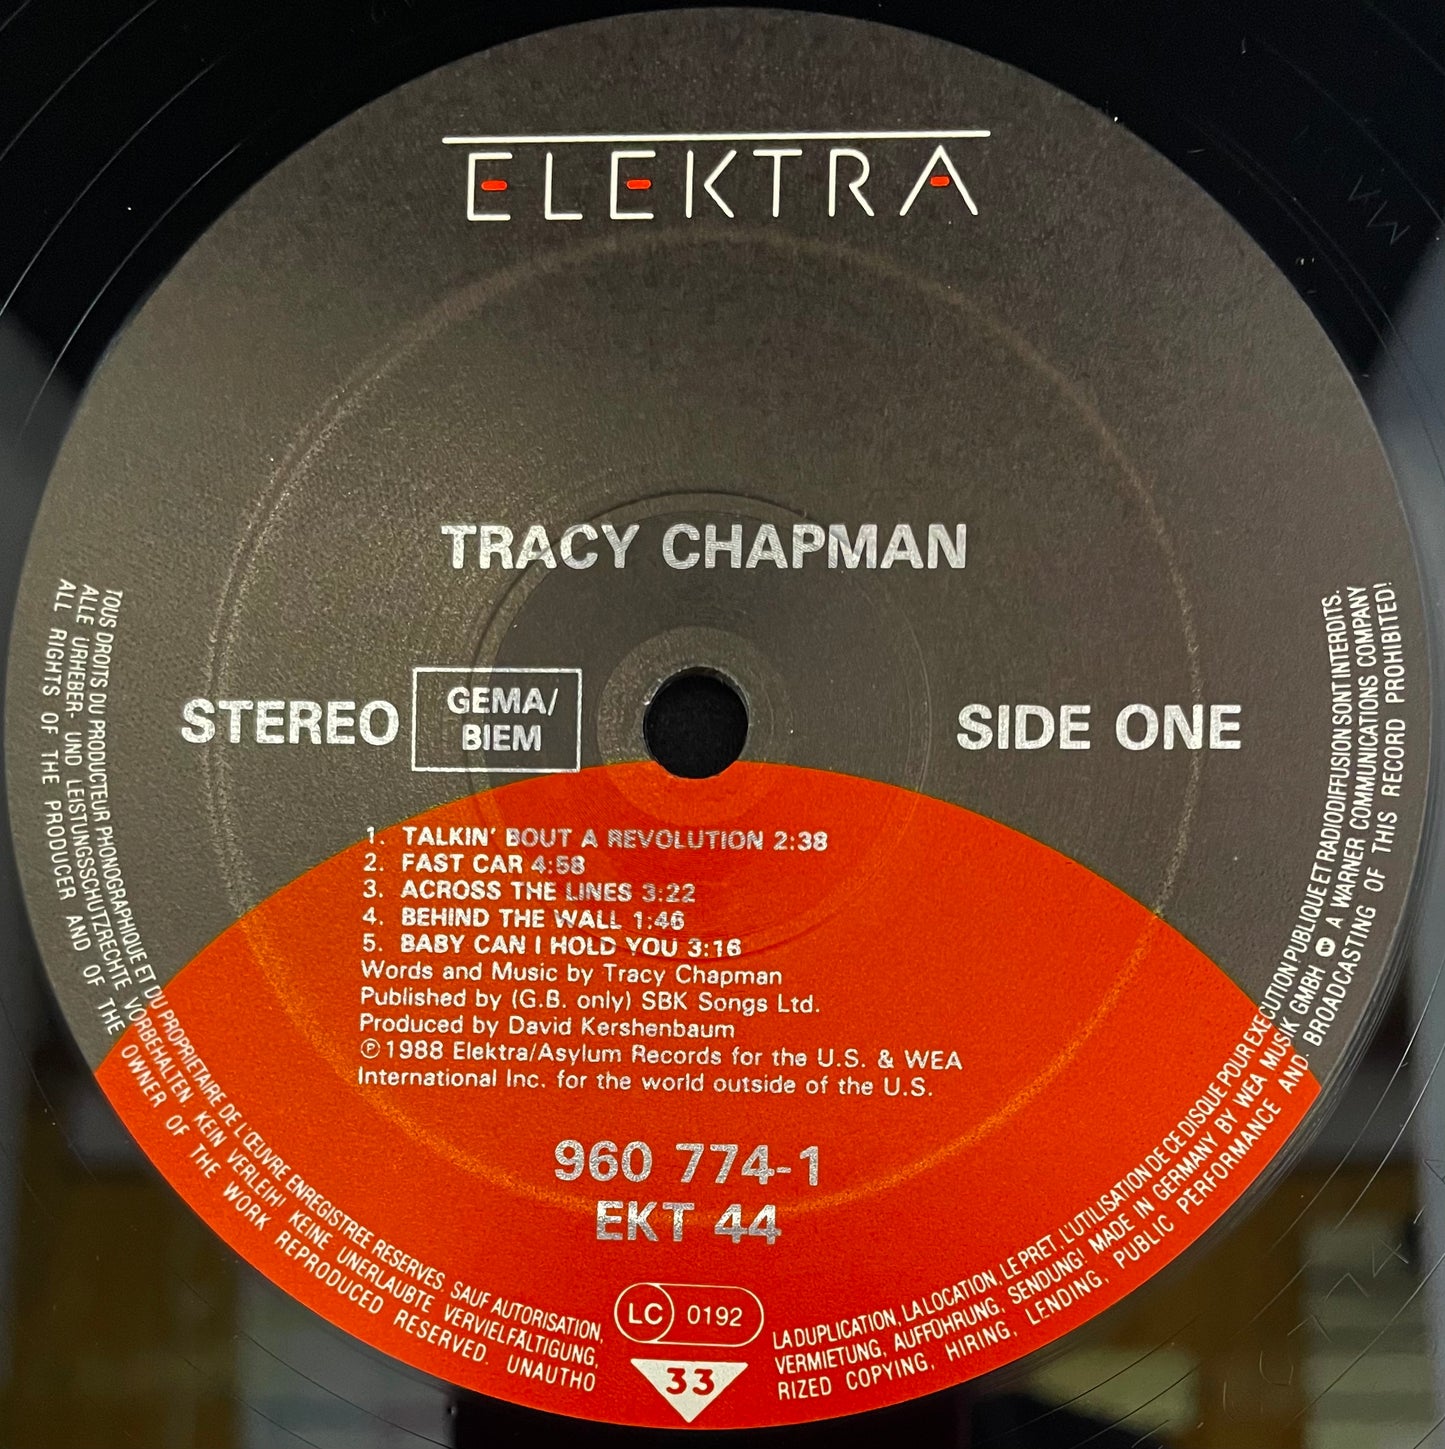 ELEKTRA
TRACY CHAPMAN
STEREO
GEMA/
BIEM
SIDE ONE
1. TALKIN' BOUT A REVOLUTION 2:38
2. FAST CAR 4:58
3. ACROSS THE LINES 3:22
4. BEHIND THE WALL 1:46
5. BABY CAN I HOLD YOU 3:16
Words and Music by Tracy Chapman
Published by (G.B. only) SBK Songs Ltd.
Produced by David Kershenbaum
℗ 1988 Elektra/Asylum Records for the U.S. & WEA
International Inc. for the world outside of the U.S.
960 774-1
EKT 44
LC 0192
33
TOUS DROITS DU PRODUCTEUR PHONOGRAPHIQUE ET DU PROPRIETAIRE DE L'ŒUVRE ENREGISTREE RESERVES. SAUF AUTORISATION, LA DUPLICATION, LA LOCATION, LE PRET, L'UTILISATION DE CE DISQUE POUR EXECUTION PUBLIQUE ET RADIODIFFUSION SONT INTERDITS.
ALLE URHEBER- UND LEISTUNGSSCHUTZRECHTE VORBEHALTEN KEIN VERLEIH! KEINE UNERLAUBTE VERVIELFÄLTIGUNG, VERMIETUNG, AUFFÜHRUNG, SENDUNG! MADE IN GERMANY BY WEA MUSIK GMBH A WARNER COMMUNICATIONS COMPANY
ALL RIGHTS OF THE PRODUCER AND OF THE OWNER OF THE WORK REPRODUCED RESERVED. UNAUTHORIZED COPYING, HIRING, LENDING, PUBLIC PERFORMANCE AND BROADCASTING OF THIS RECORD PROHIBITED!